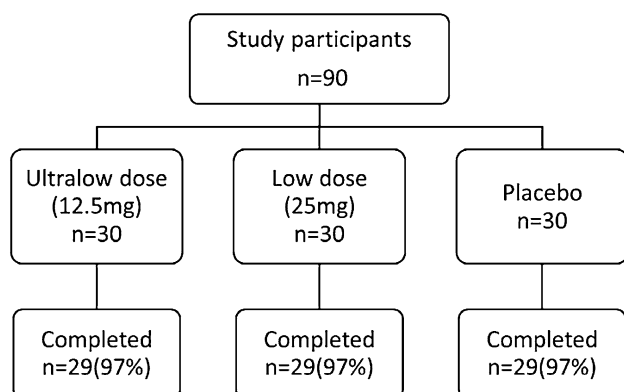 Study participants
n=90
Ultralow dose
(12.5mg)
n=30
Low dose
(25mg)
n=30
Placebo
n=30
Completed
n=29(97%)
Completed
n=29(97%)
Completed
n=29(97%)